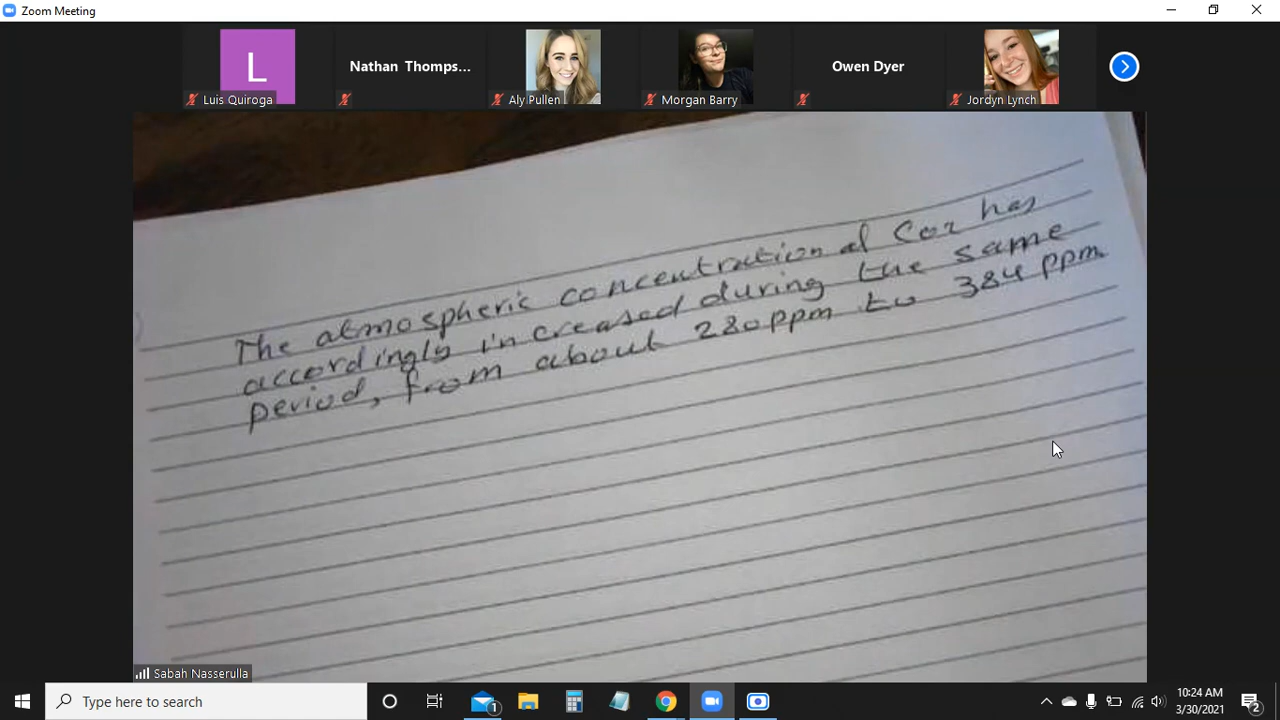 Zoom Meeting
L
Luis Quiroga
Nathan Thomps...
Aly Pullen
Morgan Barry
Owen Dyer
Jordyn Lynch
The atmospheric concentration of Co2 has
accordingly increased during the same
period, from about 280ppm to 384 ppm.
Sabah Nasserulla
Type here to search
1
10:24 AM
3/30/2021
2